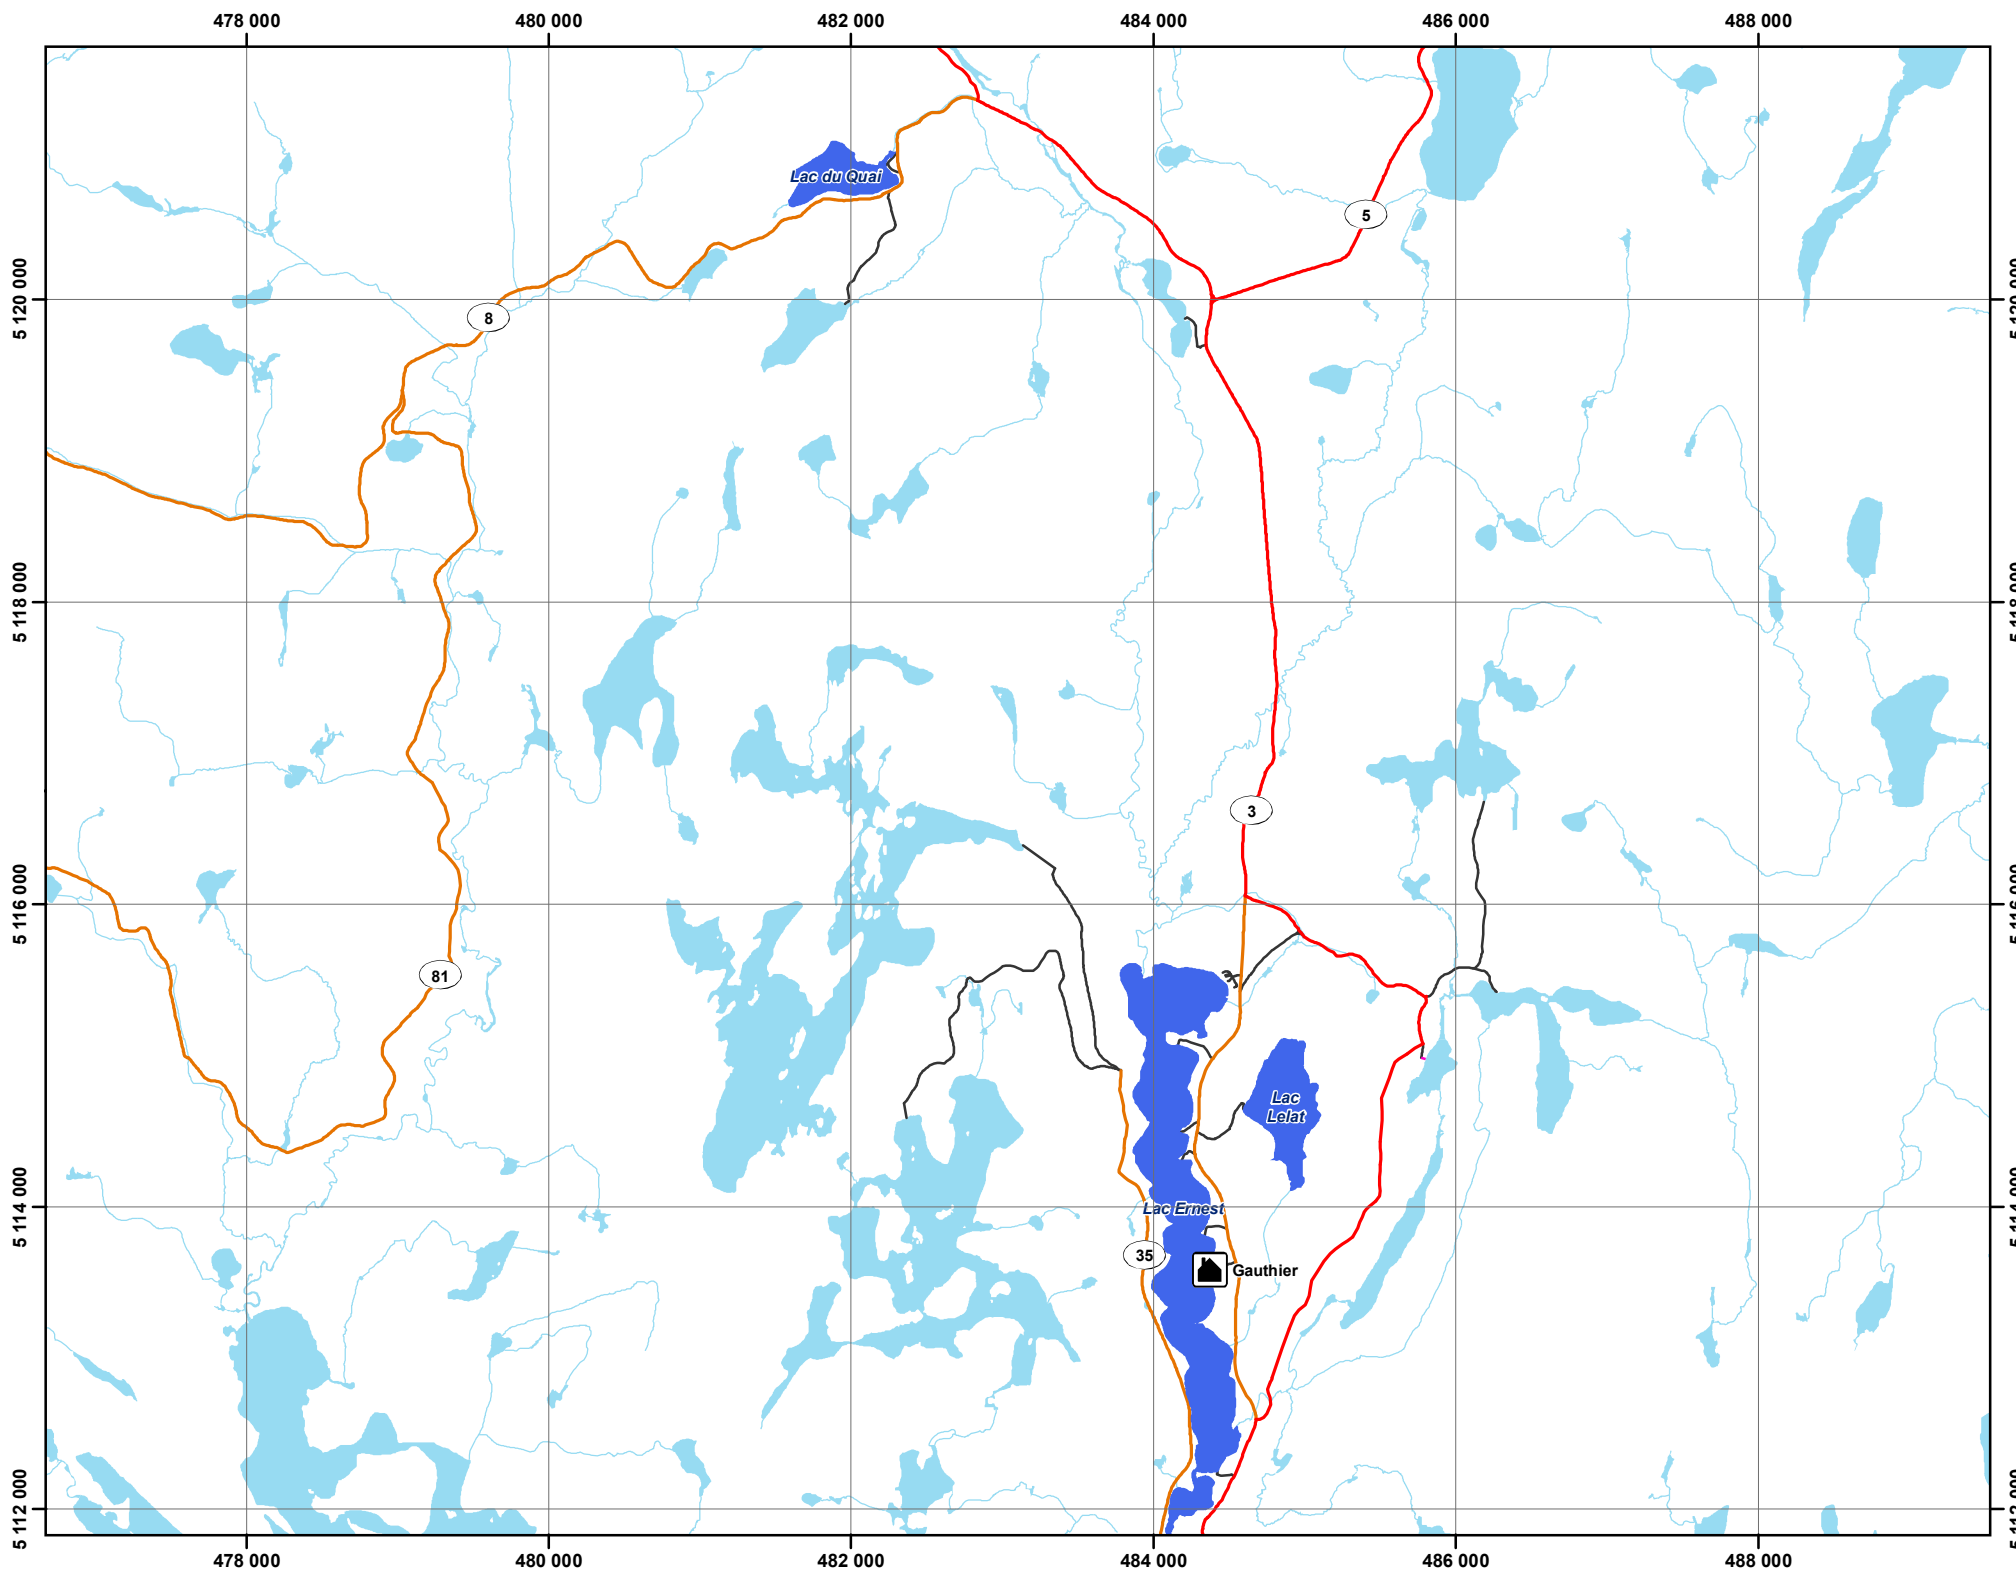 478 000 480 000 482 000 484 000 486 000 488 000
Lac du Quai
5
5 120 000
8
5 118 000
3
5 116 000
81
Lac
Lelat
5 114 000
Lac Ernest
35
Gauthier
5 112 000
478 000 480 000 482 000 484 000 486 000 488 000